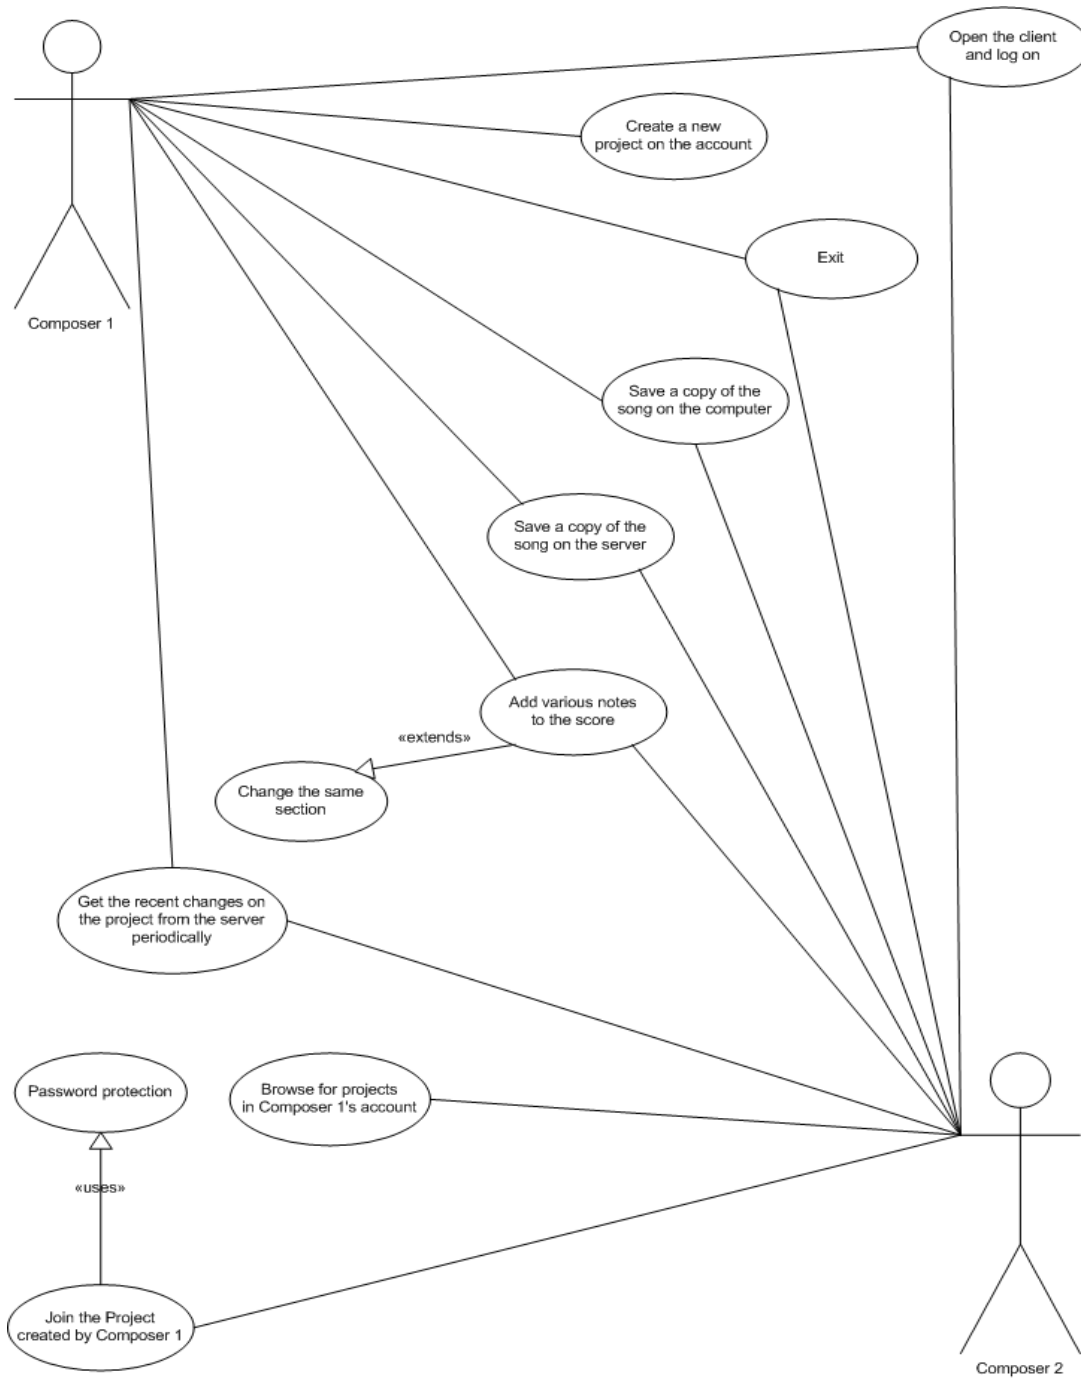 Open the client
and log on
Create a new
project on the account
Exit
Composer 1
Save a copy of the
song on the computer
Save a copy of the
song on the server
Add various notes
to the score
«extends»
Change the same
section
Get the recent changes on
the project from the server
periodically
Password protection
Browse for projects
in Composer 1's account
«uses»
Join the Project
created by Composer 1
Composer 2